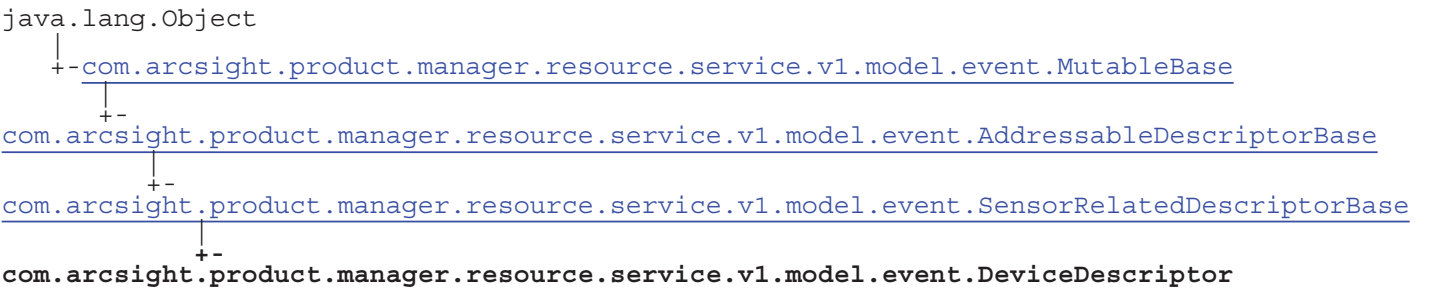 java.lang.Object
+-com.arcsight.product.manager.resource.service.v1.model.event.MutableBase
+-
com.arcsight.product.manager.resource.service.v1.model.event.AddressableDescriptorBase
+-
com.arcsight.product.manager.resource.service.v1.model.event.SensorRelatedDescriptorBase
+-
com.arcsight.product.manager.resource.service.v1.model.event.DeviceDescriptor